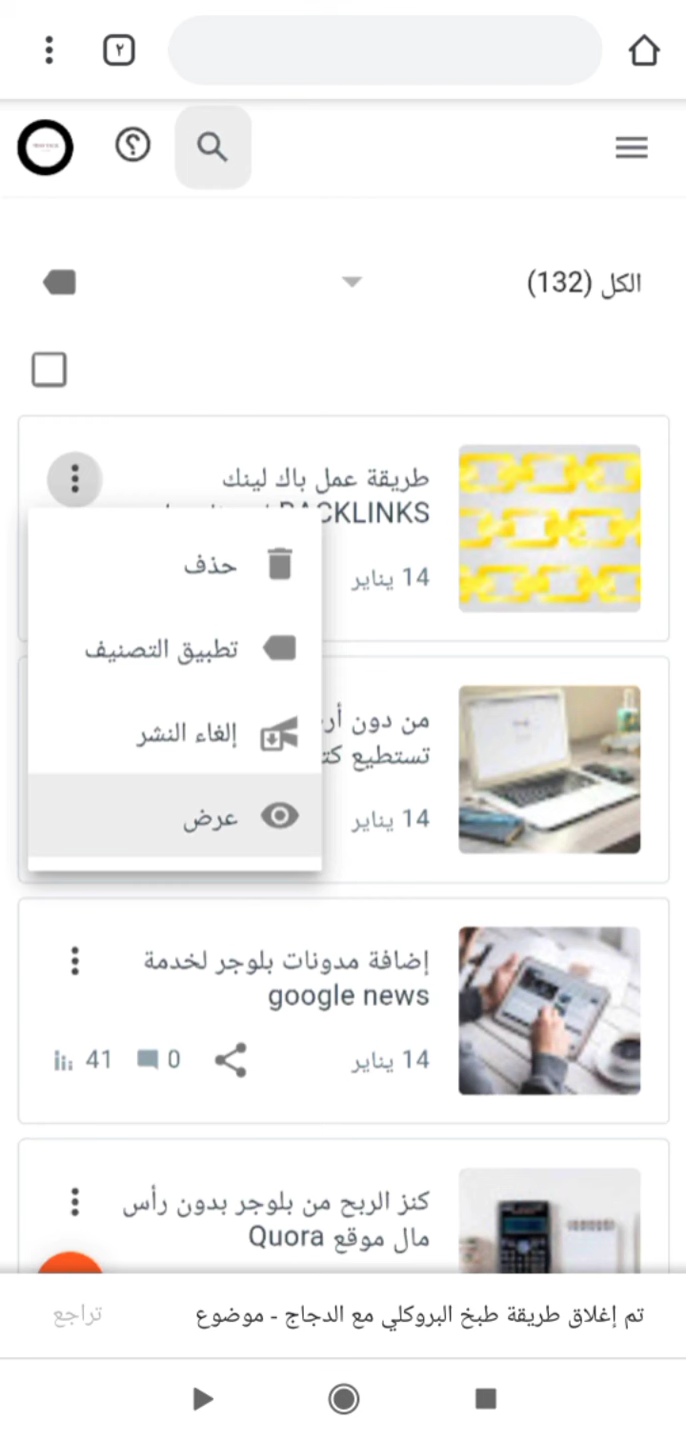 ٢
الكل (132)
طريقة عمل باك لينك
BACKLINKS
14 يناير
حذف
تطبيق التصنيف
إلغاء النشر
عرض
من دون
تستطيع
14 يناير
إضافة مدونات بلوجر لخدمة
google news
14 يناير
0
41
كنز الربح من بلوجر بدون رأس
مال موقع Quora
تم إغلاق طريقة طبخ البروكلي مع الدجاج - موضوع
تراجع